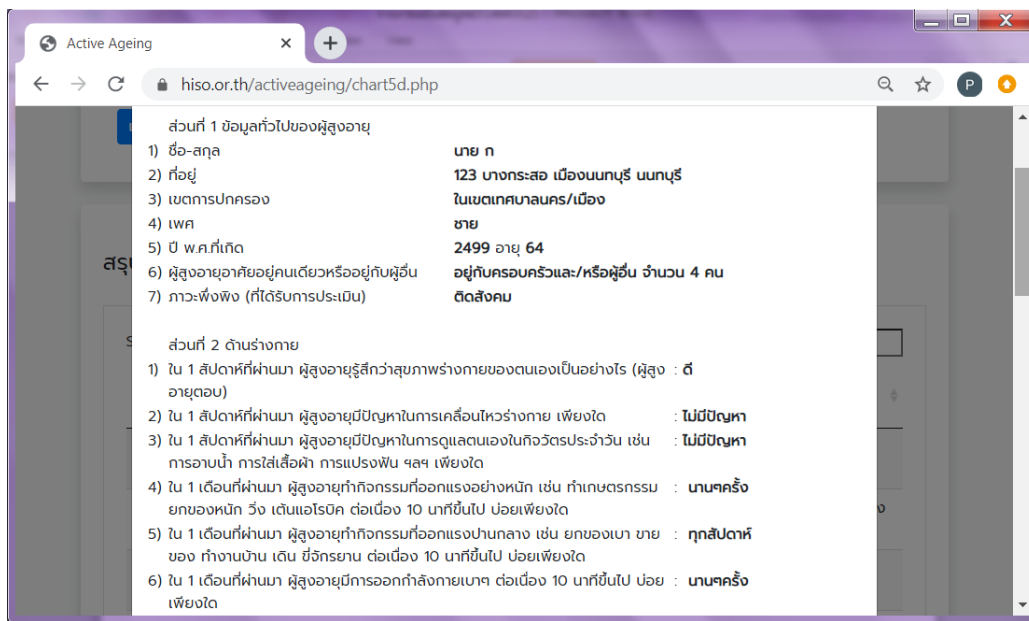 Active Ageing
hiso.or.th/activeageing/chart5d.php
P
ส่วนที่ 1 ข้อมูลทั่วไปของผู้สูงอายุ
1) ชื่อ-สกุล นาย ก
2) ที่อยู่ 123 บางกระสอ เมืองนนทบุรี นนทบุรี
3) เขตการปกครอง ในเขตเทศบาลนคร/เมือง
4) เพศ ชาย
5) ปี พ.ศ.ที่เกิด 2499 อายุ 64
6) ผู้สูงอายุอาศัยอยู่คนเดียวหรืออยู่กับผู้อื่น อยู่กับครอบครัวและ/หรือผู้อื่น จำนวน 4 คน
7) ภาวะพึ่งพิง (ที่ได้รับการประเมิน) ติดสังคม
ส่วนที่ 2 ด้านร่างกาย
1) ใน 1 สัปดาห์ที่ผ่านมา ผู้สูงอายุรู้สึกว่าสุขภาพร่างกายของตนเองเป็นอย่างไร (ผู้สูง : ดี
อายุตอบ)
2) ใน 1 สัปดาห์ที่ผ่านมา ผู้สูงอายุมีปัญหาในการเคลื่อนไหวร่างกาย เพียงใด : ไม่มีปัญหา
3) ใน 1 สัปดาห์ที่ผ่านมา ผู้สูงอายุมีปัญหาในการดูแลตนเองในกิจวัตรประจำวัน เช่น : ไม่มีปัญหา
การอาบน้ำ การใส่เสื้อผ้า การแปรงฟัน ฯลฯ เพียงใด
4) ใน 1 เดือนที่ผ่านมา ผู้สูงอายุทำกิจกรรมที่ออกแรงอย่างหนัก เช่น ทำเกษตรกรรม : นานๆครั้ง
ยกของหนัก วิ่ง เต้นแอโรบิค ต่อเนื่อง 10 นาทีขึ้นไป บ่อยเพียงใด
5) ใน 1 เดือนที่ผ่านมา ผู้สูงอายุทำกิจกรรมที่ออกแรงปานกลาง เช่น ยกของเบา ขาย : ทุกสัปดาห์
ของ ทำงานบ้าน เดิน ขี่จักรยาน ต่อเนื่อง 10 นาทีขึ้นไป บ่อยเพียงใด
6) ใน 1 เดือนที่ผ่านมา ผู้สูงอายุมีการออกกำลังกายเบาๆ ต่อเนื่อง 10 นาทีขึ้นไป บ่อย : นานๆครั้ง
เพียงใด